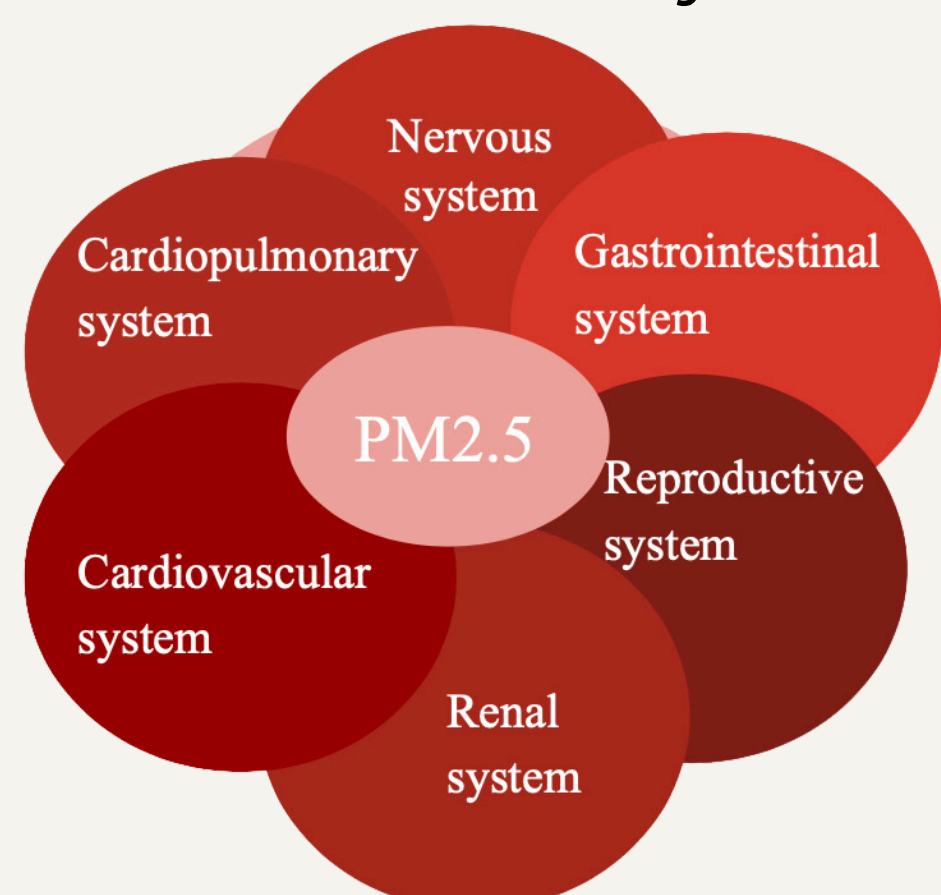 Nervous
system
Cardiopulmonary
system
Gastrointestinal
system
PM2.5
Reproductive
system
Cardiovascular
system
Renal
system